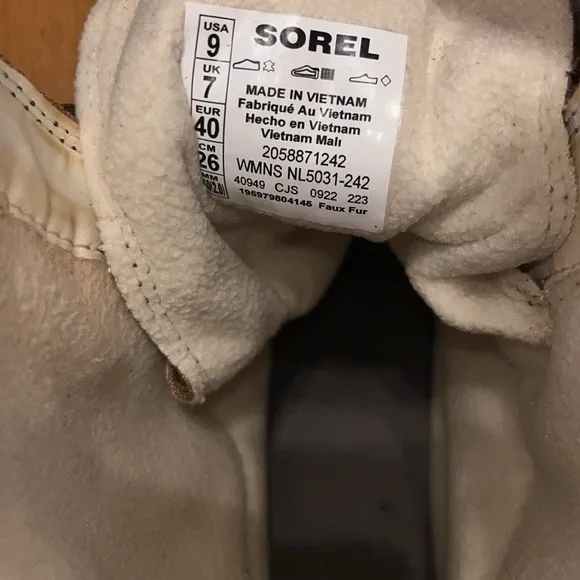 USA
9
UK
7
EUR
40
CM
26
MM
SOREL
MADE IN VIETNAM
Fabriqué Au Vietnam
Hecho en Vietnam
Vietnam Malı
2058871242
WMNS NL5031-242
40949 CJS 0922 223
195979804145 Faux Fur